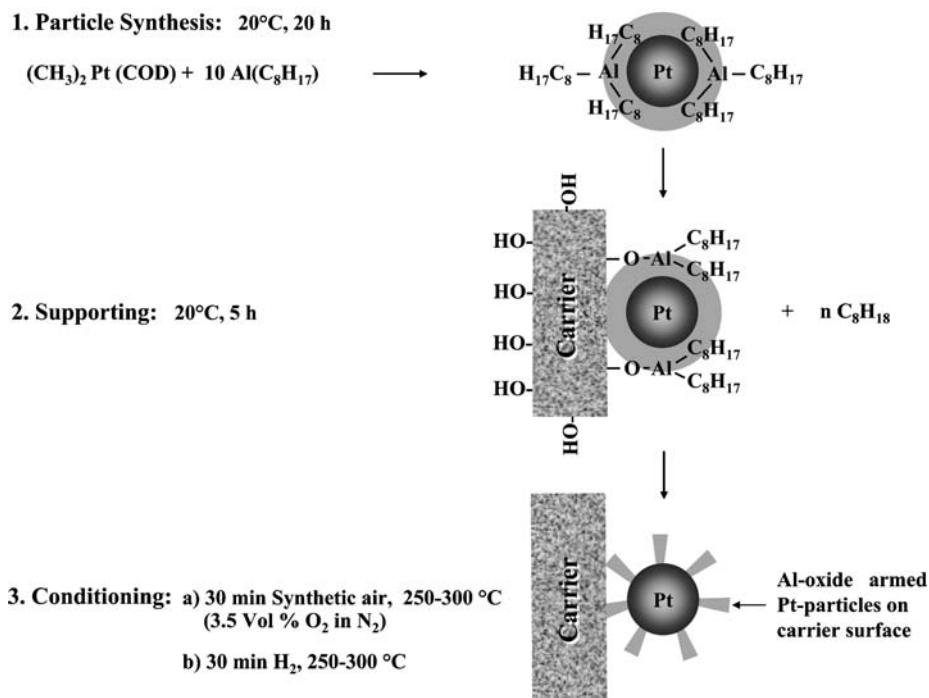 1. Particle Synthesis: 20°C, 20 h
(CH₃)₂ Pt (COD) + 10 Al(C₈H₁₇)
H₁₇C₈
C₈H₁₇
H₁₇C₈ – Al
Pt
Al – C₈H₁₇
H₁₇C₈
C₈H₁₇
2. Supporting: 20°C, 5 h
-OH
HO-
HO-
HO-
HO-
HO-
Carrier
– O – Al
C₈H₁₇
C₈H₁₇
Pt
– O – Al
C₈H₁₇
C₈H₁₇
+ n C₈H₁₈
3. Conditioning: a) 30 min Synthetic air, 250-300 °C
(3.5 Vol % O₂ in N₂)
b) 30 min H₂, 250-300 °C
Carrier
Pt
Al-oxide armed
Pt-particles on
carrier surface